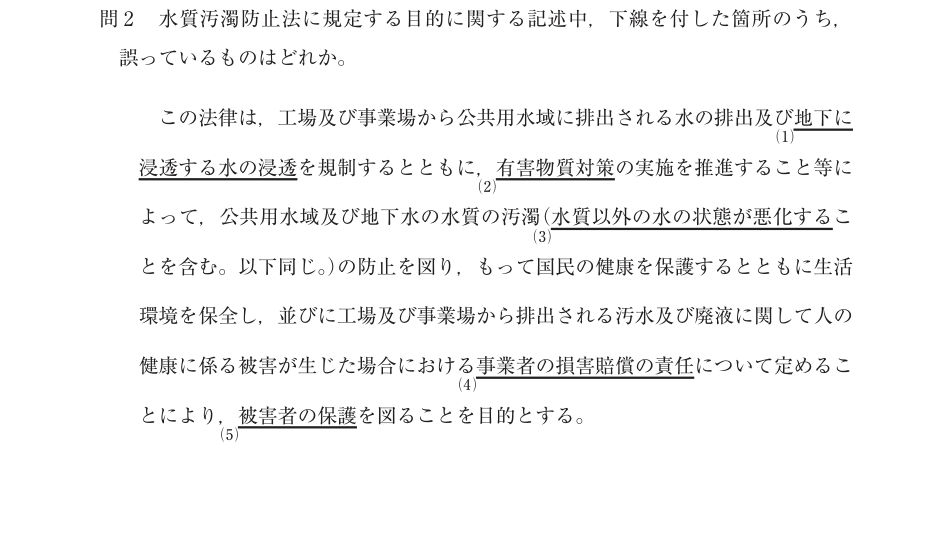 問２　水質汚濁防止法に規定する目的に関する記述中，下線を付した箇所のうち，
誤っているものはどれか。
この法律は，工場及び事業場から公共用水域に排出される水の排出及び地下に
(1)
浸透する水の浸透を規制するとともに，有害物質対策の実施を推進すること等に
(2)
よって，公共用水域及び地下水の水質の汚濁(水質以外の水の状態が悪化するこ
(3)
とを含む。以下同じ。)の防止を図り，もって国民の健康を保護するとともに生活
環境を保全し，並びに工場及び事業場から排出される汚水及び廃液に関して人の
健康に係る被害が生じた場合における事業者の損害賠償の責任について定めるこ
(4)
とにより，被害者の保護を図ることを目的とする。
(5)